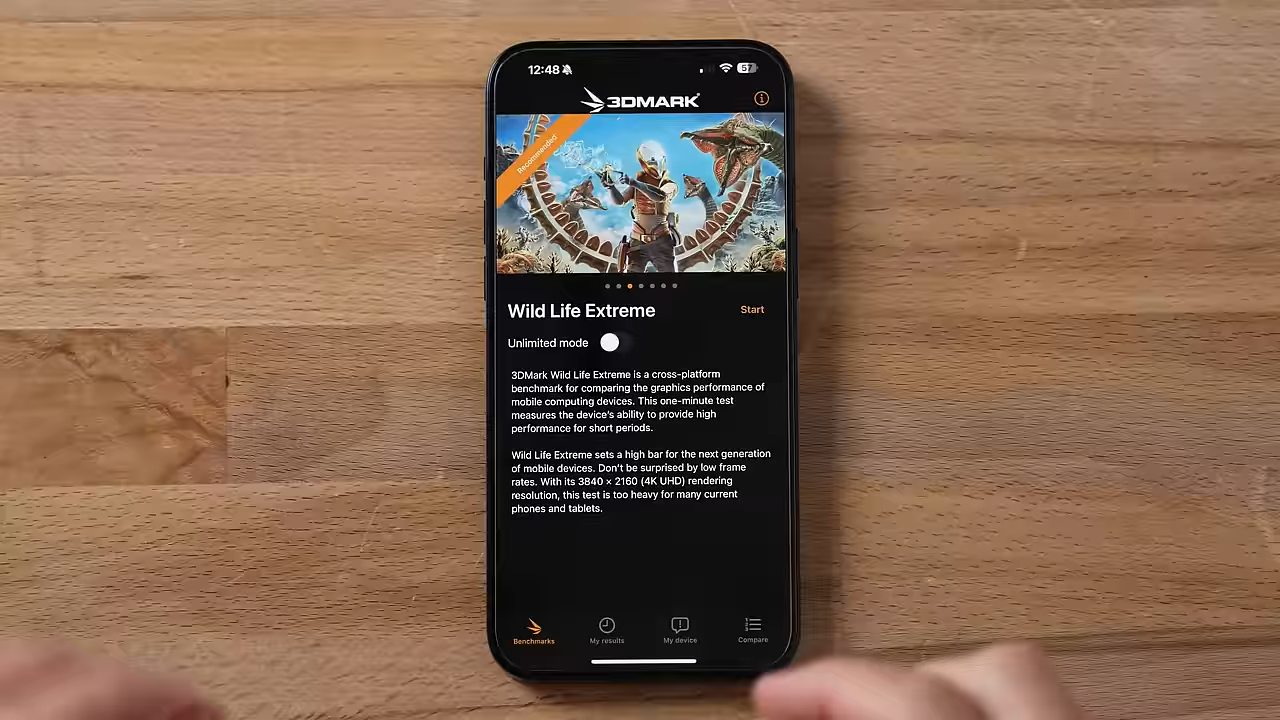 12:48
57
3DMARK
Recommended
Wild Life Extreme
Start
Unlimited mode
3DMark Wild Life Extreme is a cross-platform
benchmark for comparing the graphics performance of
mobile computing devices. This one-minute test
measures the device's ability to provide high
performance for short periods.
Wild Life Extreme sets a high bar for the next generation
of mobile devices. Don't be surprised by low frame
rates. With its 3840 × 2160 (4K UHD) rendering
resolution, this test is too heavy for many current
phones and tablets.
Benchmarks
My results
My device
Compare